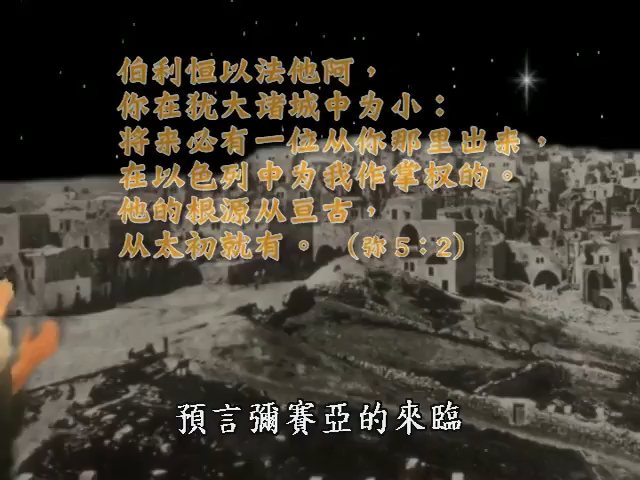 伯利恒以法他阿，
你在犹大诸城中为小：
将来必有一位从你那里出来，
在以色列中为我作掌权的。
他的根源从亘古，
从太初就有。（弥 5：2）
預言彌賽亞的來臨